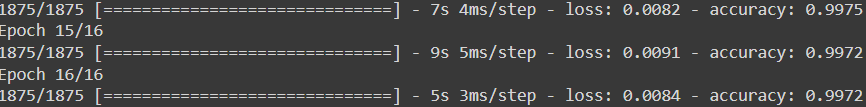 1875/1875 [==============================] - 7s 4ms/step - loss: 0.0082 - accuracy: 0.9975
Epoch 15/16
1875/1875 [==============================] - 9s 5ms/step - loss: 0.0091 - accuracy: 0.9972
Epoch 16/16
1875/1875 [==============================] - 5s 3ms/step - loss: 0.0084 - accuracy: 0.9972